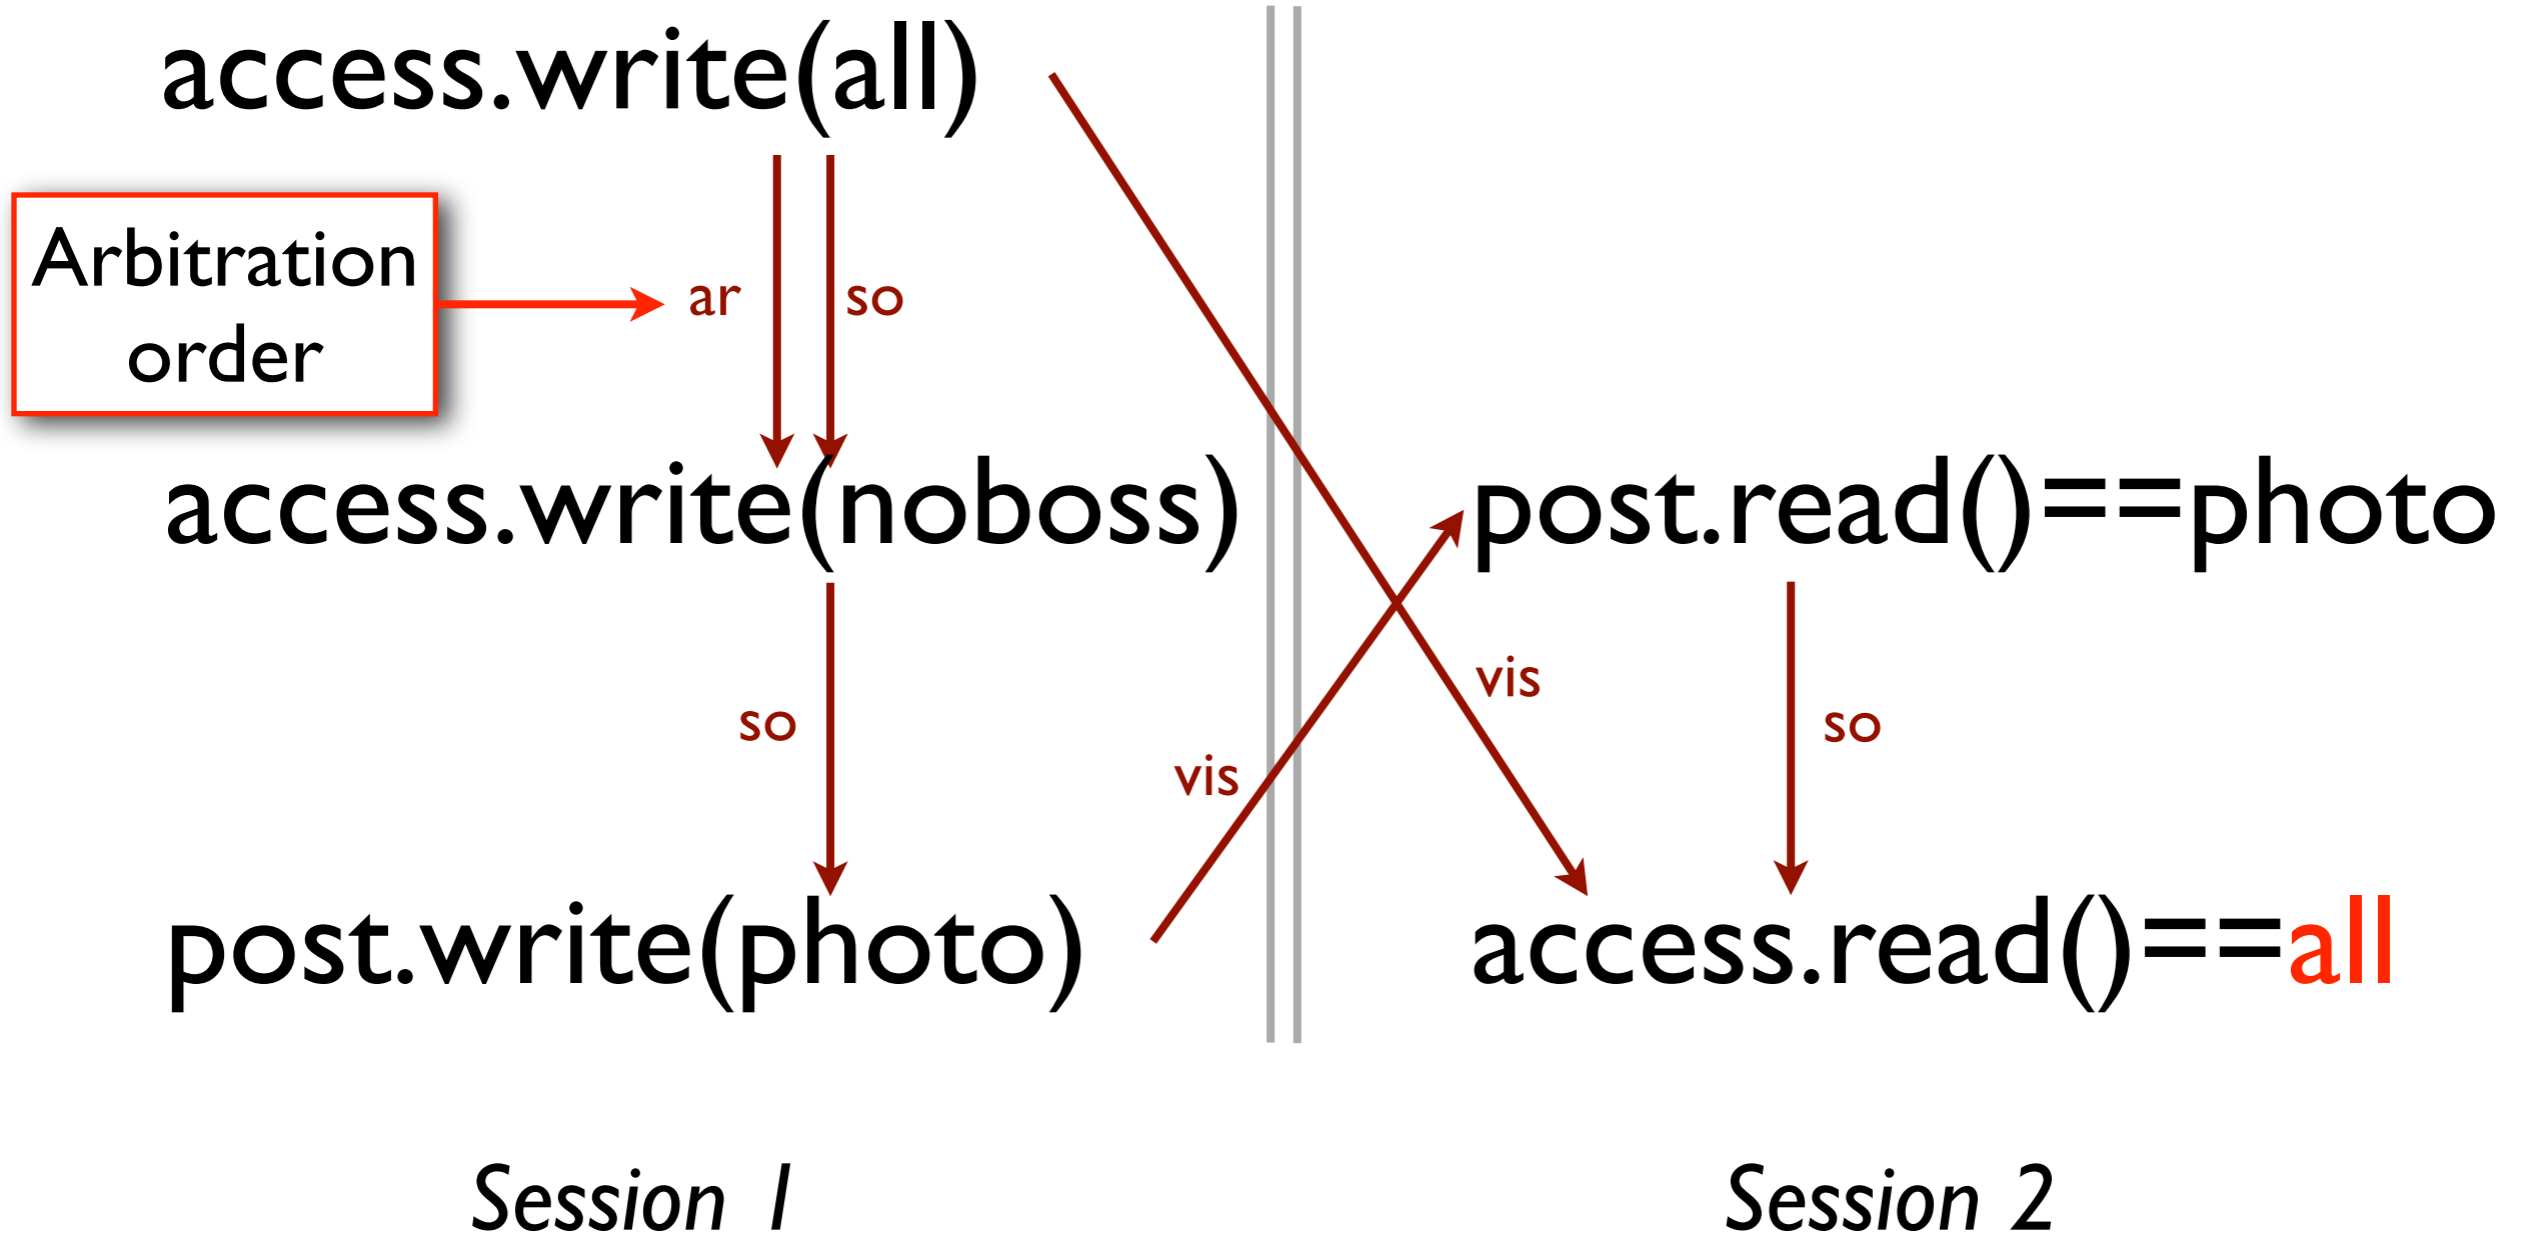 access.write(all)
Arbitration
order
ar
so
access.write(noboss)
post.read()==photo
so
vis
vis
so
post.write(photo)
access.read()==all
Session 1
Session 2